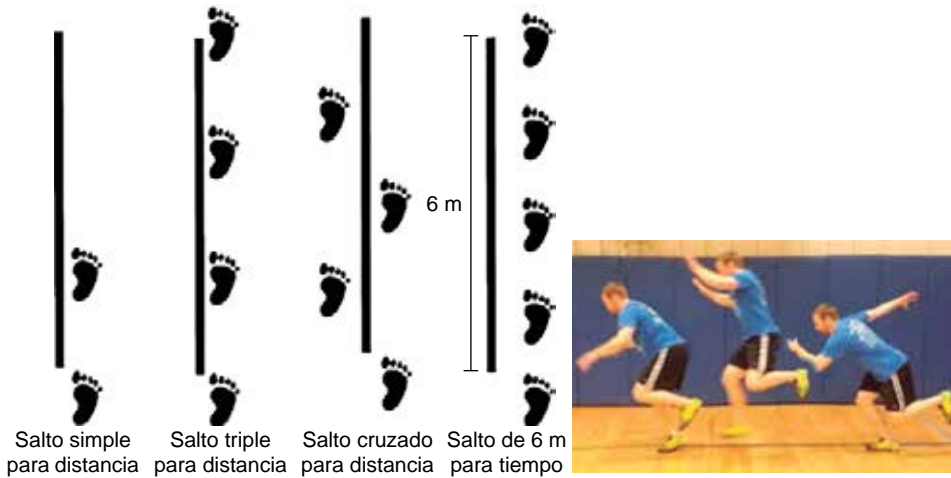 6 m
Salto simple
para distancia
Salto triple
para distancia
Salto cruzado
para distancia
Salto de 6 m
para tiempo